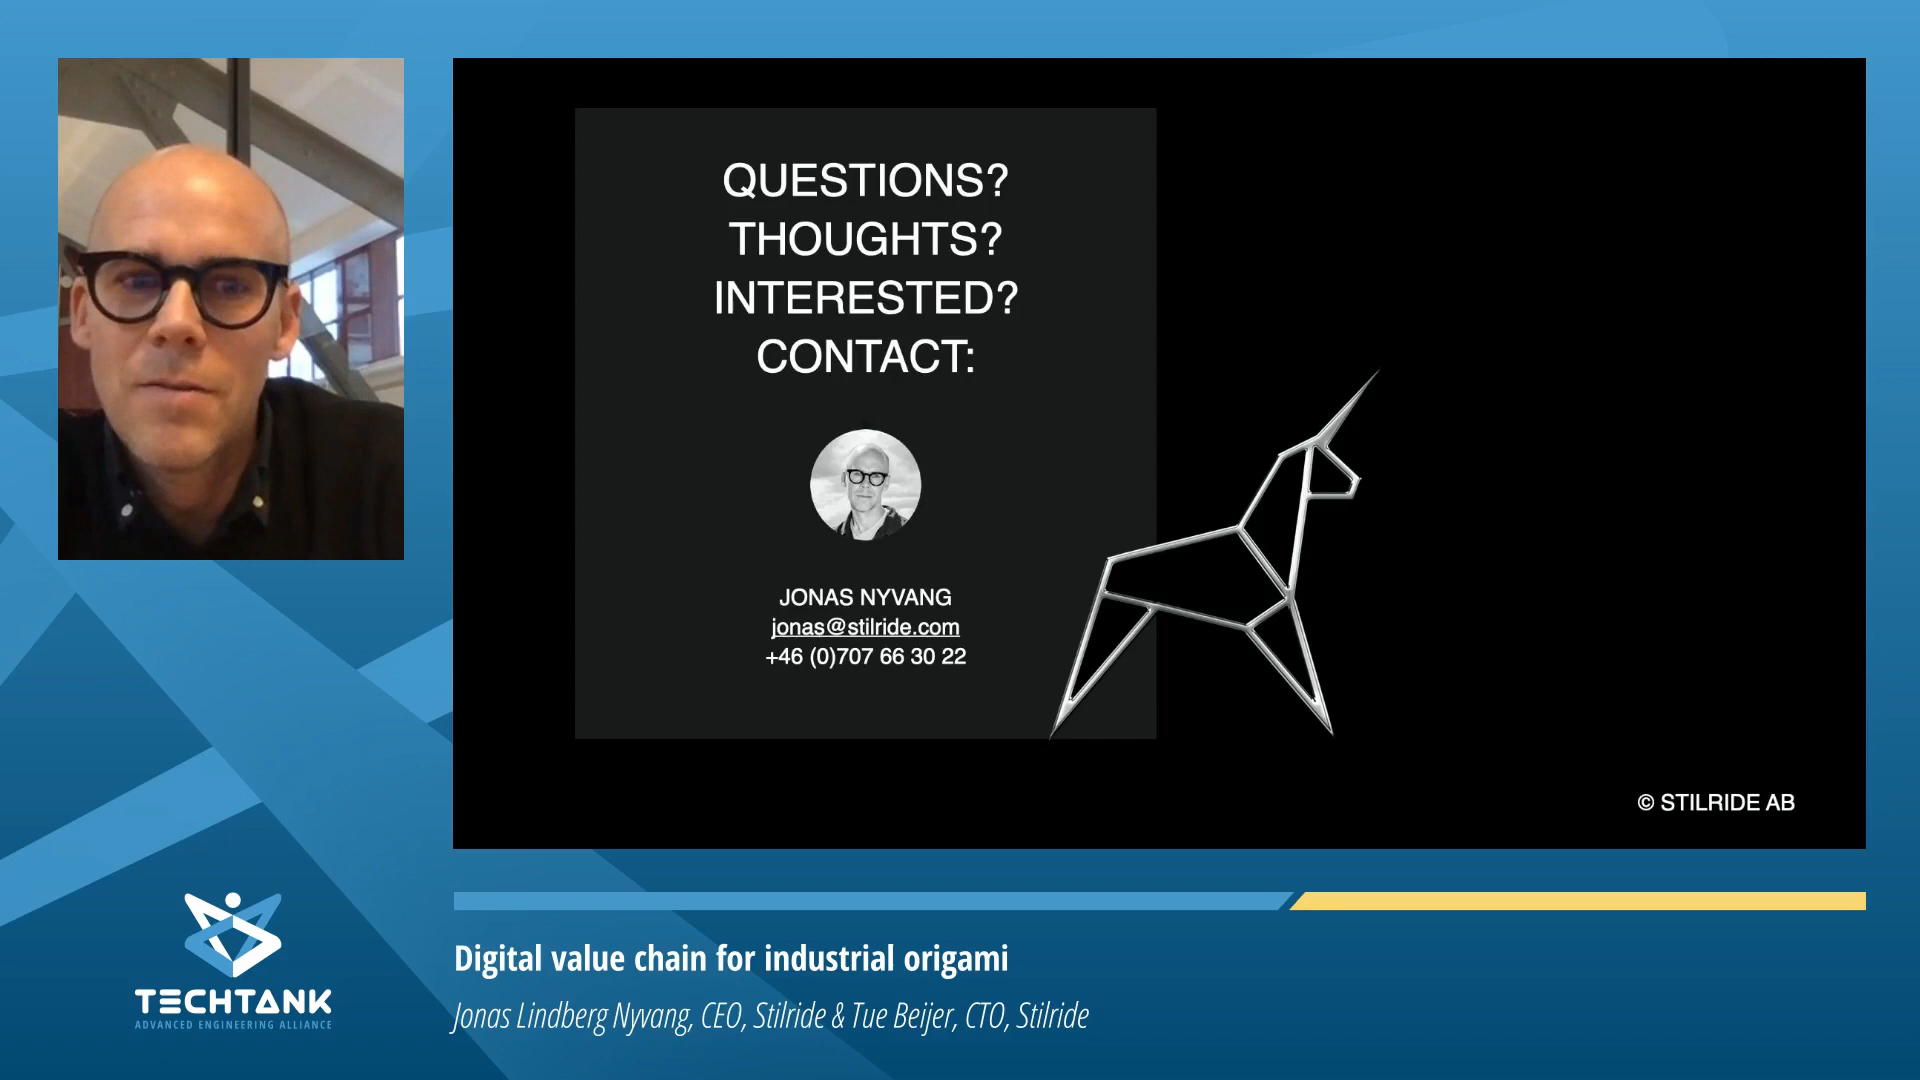 QUESTIONS?
THOUGHTS?
INTERESTED?
CONTACT:
JONAS NYVANG
jonas@stilride.com
+46 (0)707 66 30 22
© STILRIDE AB
TECHTANK
ADVANCED ENGINEERING ALLIANCE
Digital value chain for industrial origami
Jonas Lindberg Nyvang, CEO, Stilride & Tue Beijer, CTO, Stilride